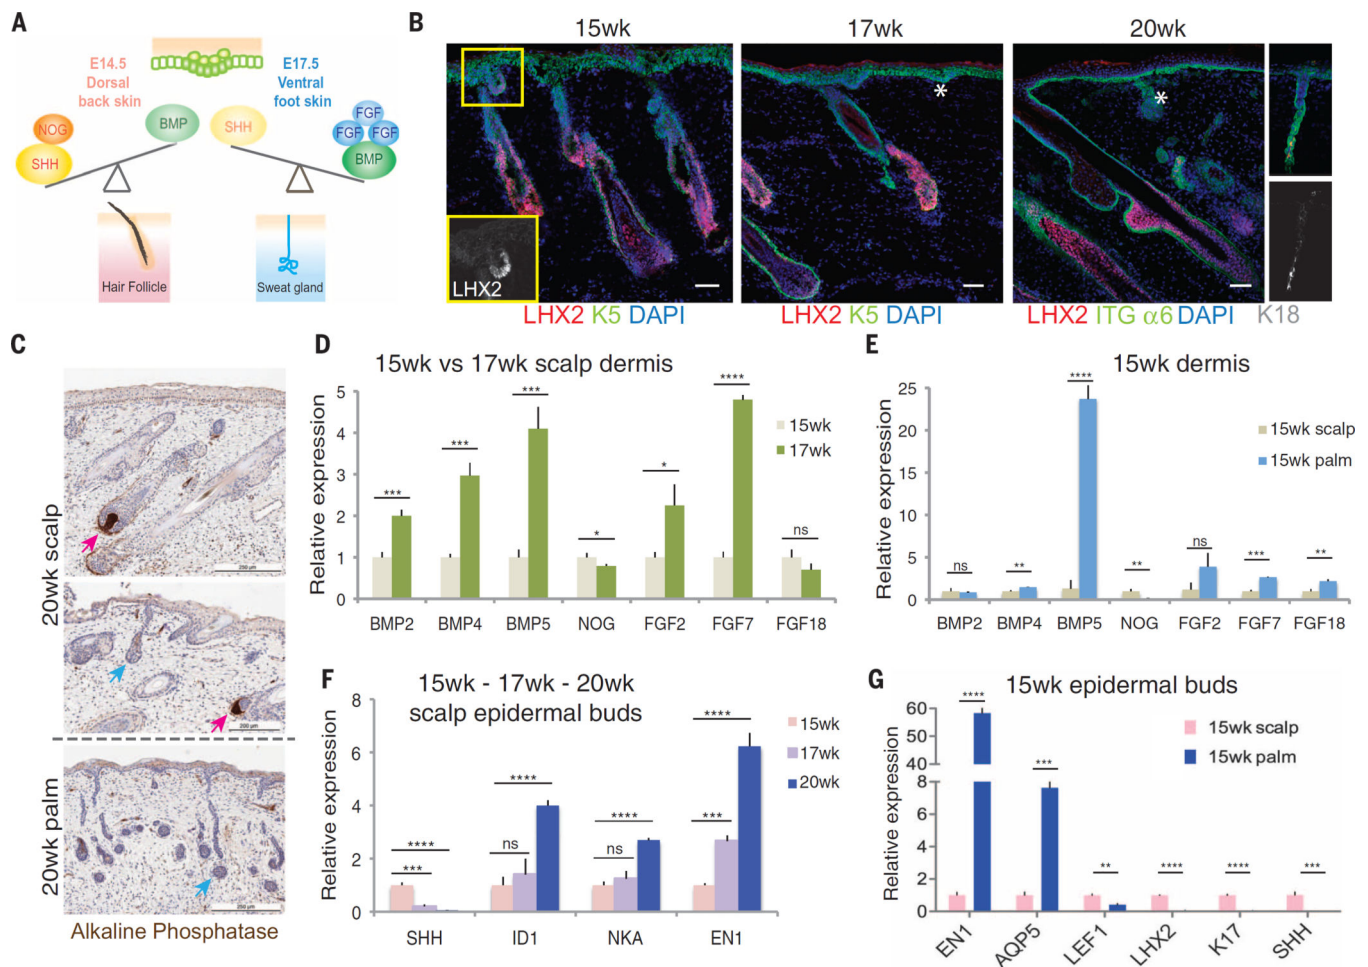 A
E14.5
Dorsal
back skin
E17.5
Ventral
foot skin
NOG
SHH
BMP
SHH
FGF
FGF FGF
BMP
Hair Follicle
Sweat gland
B
15wk
17wk
20wk
*
*
LHX2
LHX2 K5 DAPI
LHX2 K5 DAPI
LHX2 ITG α6 DAPI
K18
C
20wk scalp
20wk palm
200 µm
Alkaline Phosphatase
D
15wk vs 17wk scalp dermis
Relative expression
5
4
3
2
1
0
***
***
***
*
*
****
ns
15wk
17wk
BMP2 BMP4 BMP5 NOG FGF2 FGF7 FGF18
E
15wk dermis
Relative expression
25
20
15
10
5
0
ns
**
****
**
ns
***
**
15wk scalp
15wk palm
BMP2 BMP4 BMP5 NOG FGF2 FGF7 FGF18
F
15wk - 17wk - 20wk
scalp epidermal buds
Relative expression
8
6
4
2
0
****
***
****
ns
****
ns
****
***
15wk
17wk
20wk
SHH ID1 NKA EN1
G
15wk epidermal buds
Relative expression
60
50
40
8
6
4
2
0
****
***
**
****
****
***
15wk scalp
15wk palm
EN1 AQP5 LEF1 LHX2 K17 SHH